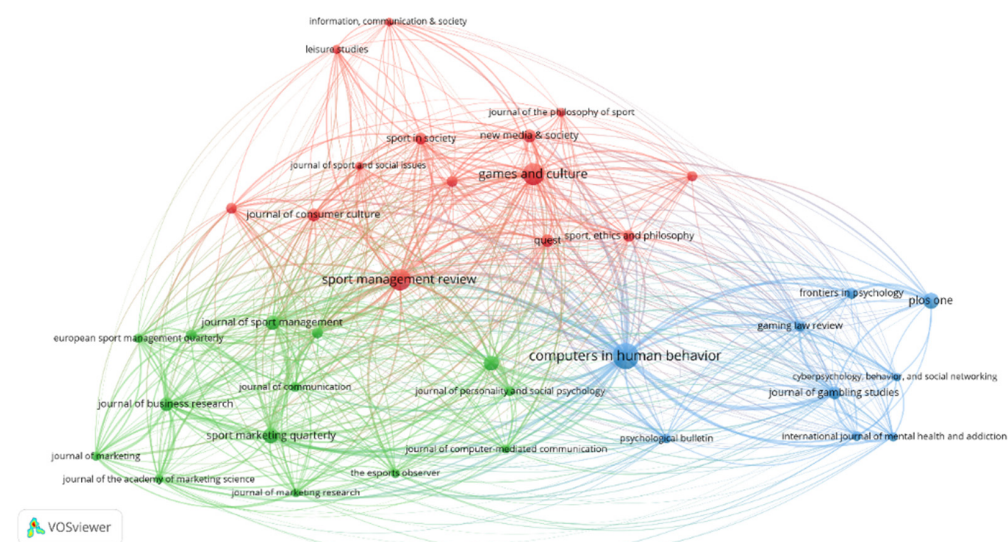 information, communication & society
leisure studies
journal of the philosophy of sport
sport in society
new media & society
journal of sport and social issues
games and culture
journal of consumer culture
quest
sport, ethics and philosophy
sport management review
frontiers in psychology
plos one
journal of sport management
gaming law review
european sport management quarterly
computers in human behavior
cyberpsychology, behavior, and social networking
journal of communication
journal of personality and social psychology
journal of gambling studies
journal of business research
sport marketing quarterly
psychological bulletin
international journal of mental health and addiction
journal of computer-mediated communication
journal of marketing
the esports observer
journal of the academy of marketing science
journal of marketing research
VOSviewer